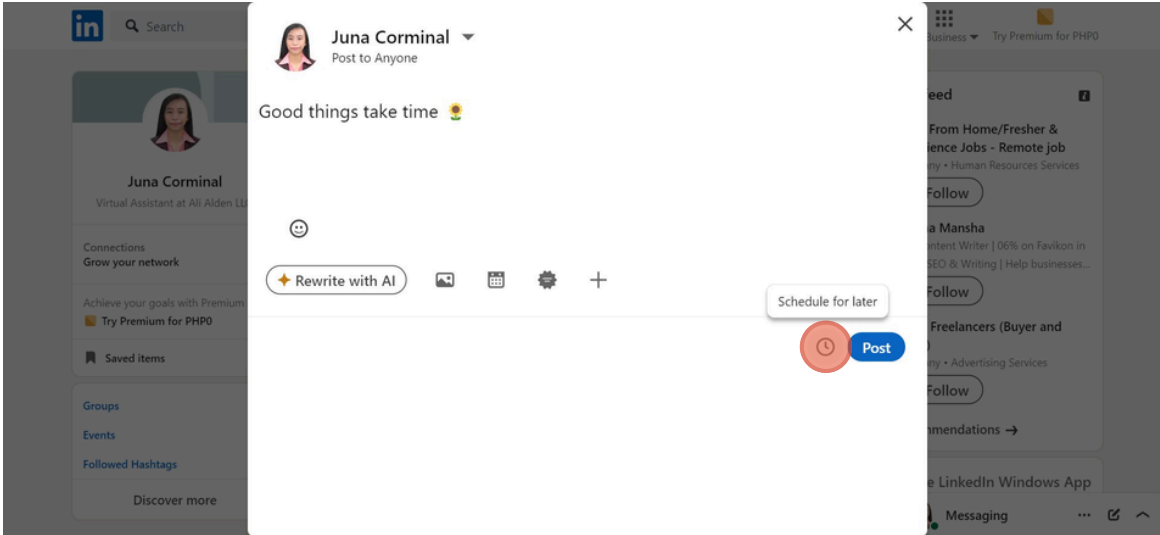 in
Search
Business
Try Premium for PHP0
Juna Corminal
Post to Anyone
Good things take time 🌻
Rewrite with AI
Schedule for later
Post
Juna Corminal
Virtual Assistant at Ali Alden
Connections
Grow your network
Achieve your goals with Premium
Try Premium for PHP0
Saved items
Groups
Events
Followed Hashtags
Discover more
eed
From Home/Fresher &
ience Jobs - Remote job
ny • Human Resources Services
Follow
a Mansha
ntent Writer | 06% on Favikon in
SEO & Writing | Help businesses...
Follow
Freelancers (Buyer and
)
ny • Advertising Services
Follow
mmendations →
e LinkedIn Windows App
Messaging